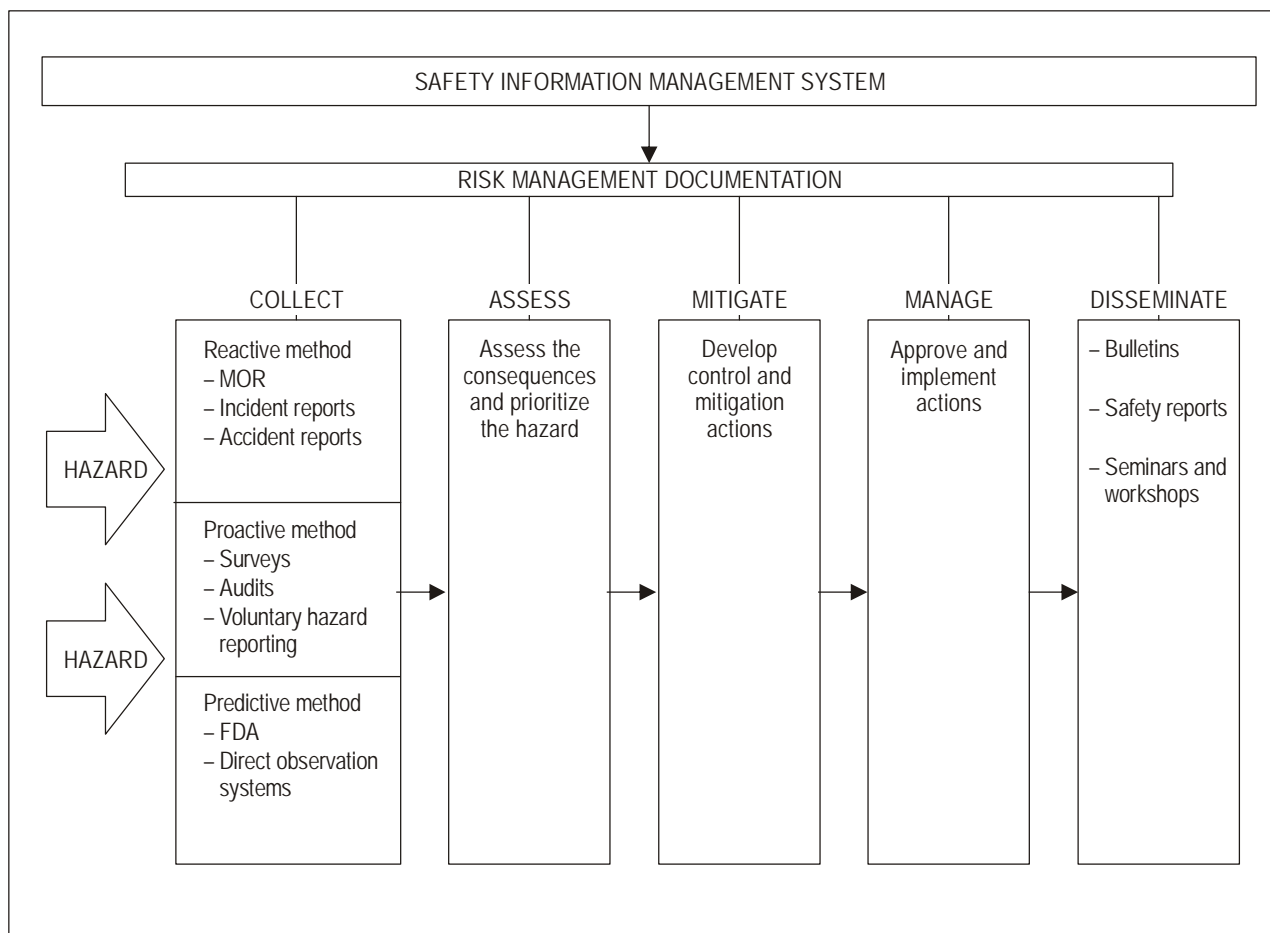 SAFETY INFORMATION MANAGEMENT SYSTEM
RISK MANAGEMENT DOCUMENTATION
COLLECT
ASSESS
MITIGATE
MANAGE
DISSEMINATE
HAZARD
HAZARD
Reactive method
– MOR
– Incident reports
– Accident reports
Proactive method
– Surveys
– Audits
– Voluntary hazard
reporting
Predictive method
– FDA
– Direct observation
systems
Assess the
consequences
and prioritize
the hazard
Develop
control and
mitigation
actions
Approve and
implement
actions
– Bulletins
– Safety reports
– Seminars and
workshops